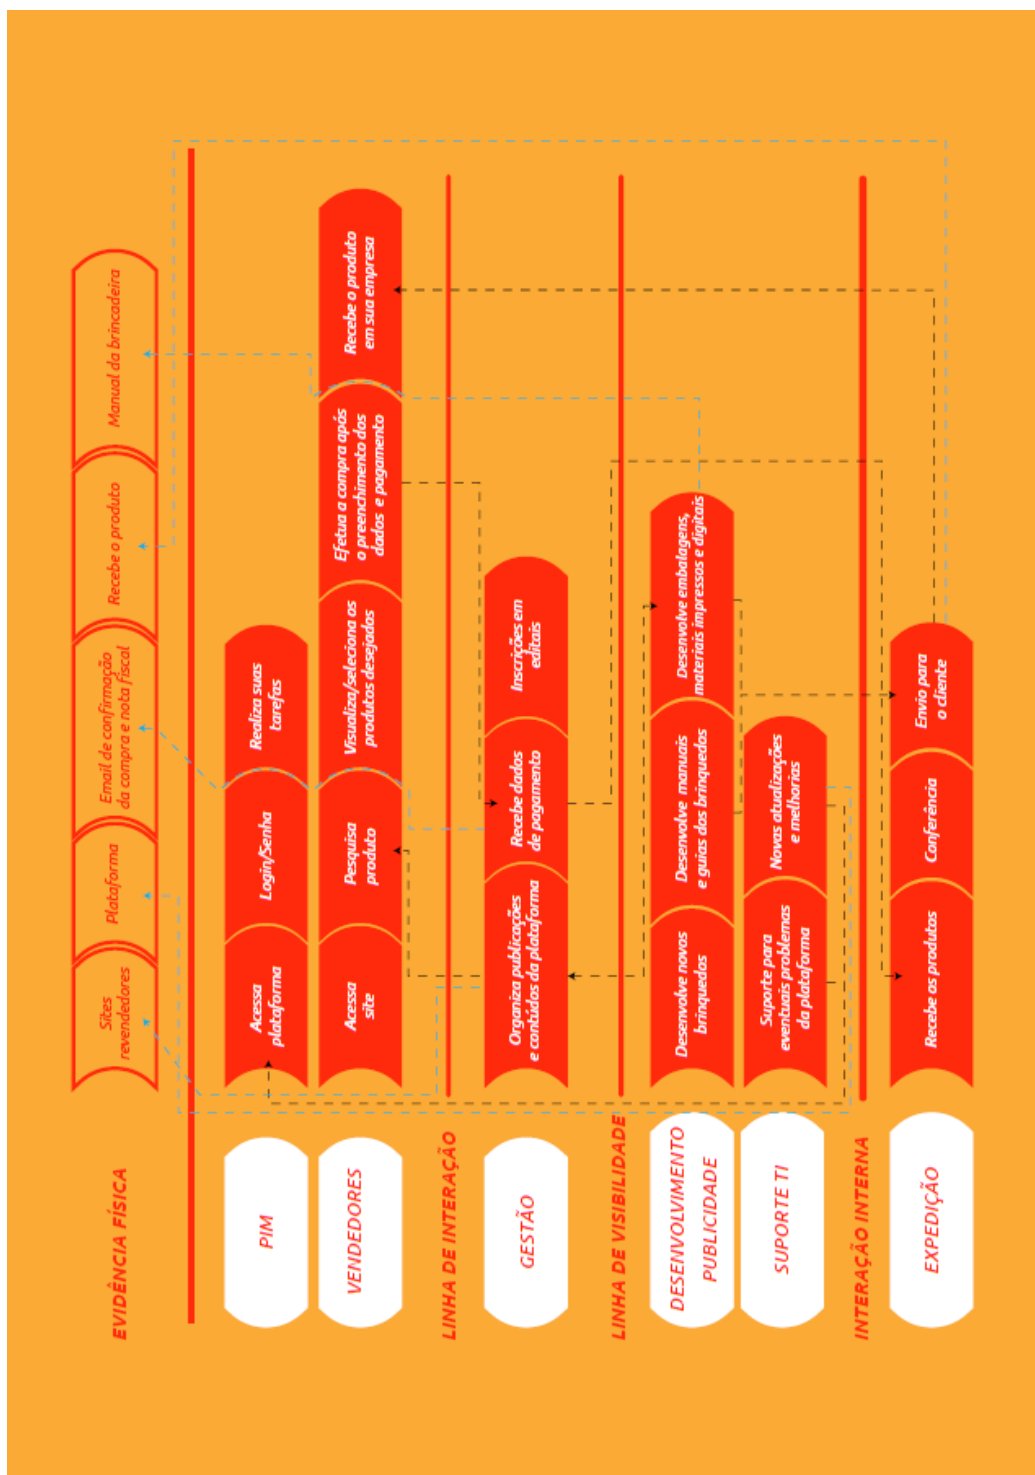 EVIDÊNCIA FÍSICA
Sites
revendedores
Plataforma
Email de confirmação
da compra e nota fiscal
Recebe o produto
Manual da brincadeira
PIM
Acessa
plataforma
Login/Senha
Realiza suas
tarefas
VENDEDORES
Acessa
site
Pesquisa
produto
Visualiza/seleciona os
produtos desejados
Efetua a compra após
o preenchimento dos
dados e pagamento
Recebe o produto
em sua empresa
LINHA DE INTERAÇÃO
GESTÃO
Organiza publicações
e contúdos da plataforma
Recebe dados
de pagamento
Inscrições em
editais
LINHA DE VISIBILIDADE
DESENVOLVIMENTO
PUBLICIDADE
Desenvolve novos
brinquedos
Desenvolve manuais
e guias dos brinquedos
Desenvolve embalagens,
materiais impressos e digitais
SUPORTE TI
Suporte para
eventuais problemas
da plataforma
Novas atualizações
e melhorias
INTERAÇÃO INTERNA
EXPEDIÇÃO
Recebe os produtos
Conferência
Envio para
o cliente